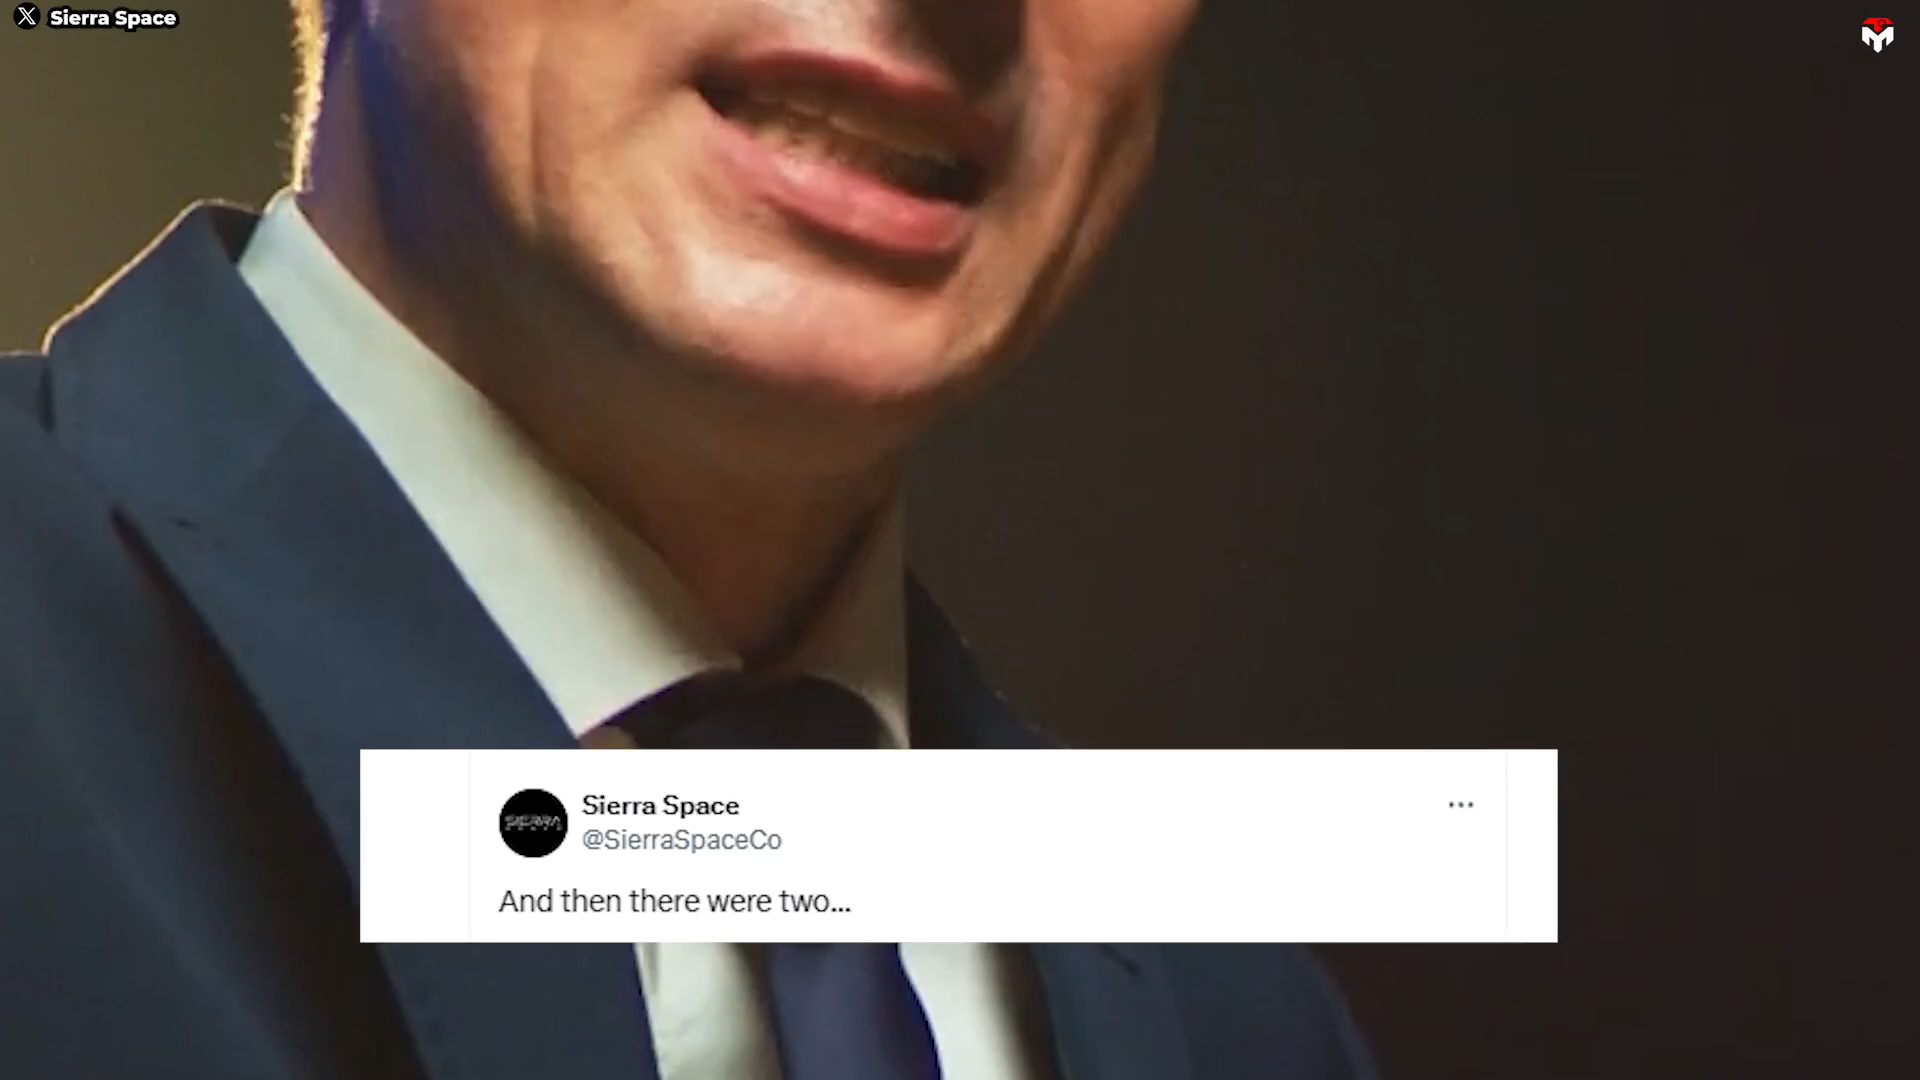 Sierra Space
Sierra Space
@SierraSpaceCo
And then there were two...